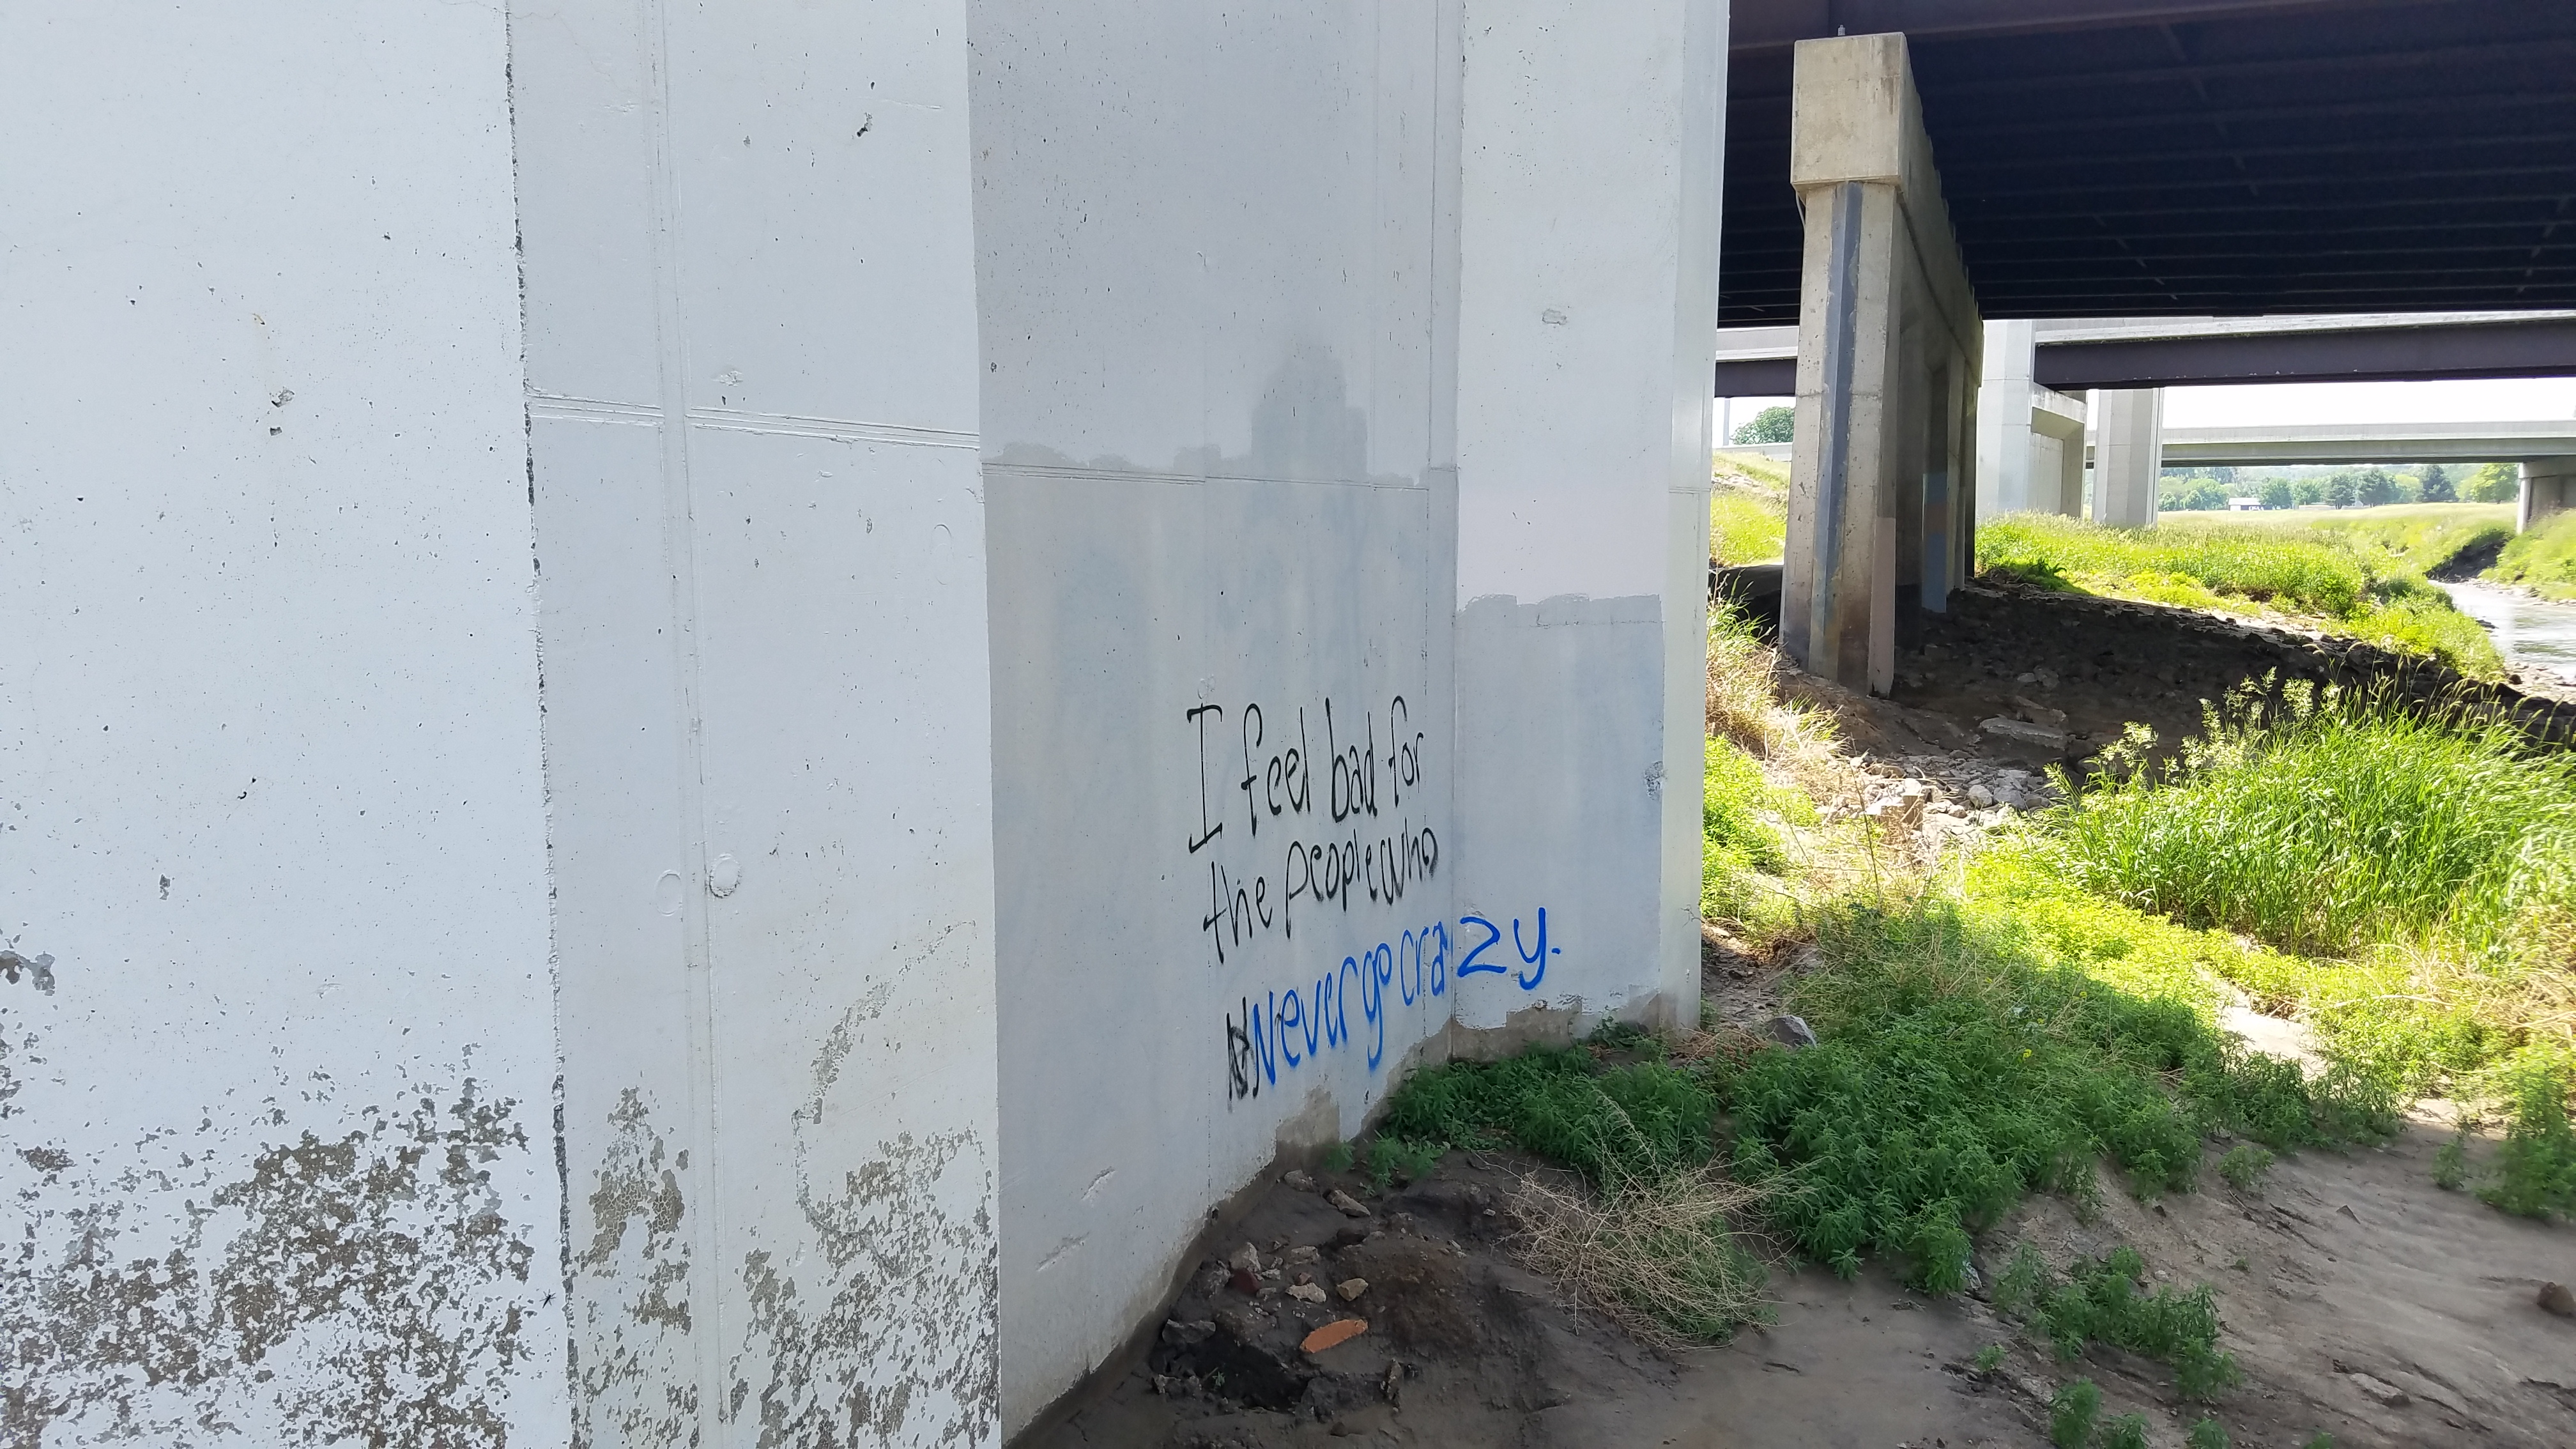 I feel bad for
the people who
never go crazy.